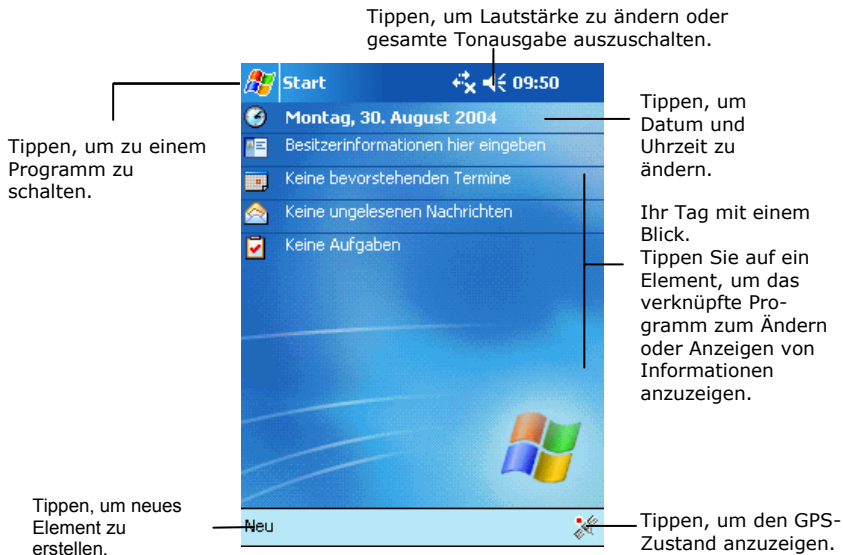 Tippen, um Lautstärke zu ändern oder
gesamte Tonausgabe auszuschalten.
Start
09:50
Montag, 30. August 2004
Besitzerinformationen hier eingeben
Keine bevorstehenden Termine
Keine ungelesenen Nachrichten
Keine Aufgaben
Tippen, um zu einem
Programm zu
schalten.
Tippen, um
Datum und
Uhrzeit zu
ändern.
Ihr Tag mit einem
Blick.
Tippen Sie auf ein
Element, um das
verknüpfte Pro-
gramm zum Ändern
oder Anzeigen von
Informationen
anzuzeigen.
Tippen, um neues
Element zu
erstellen.
Neu
Tippen, um den GPS-
Zustand anzuzeigen.